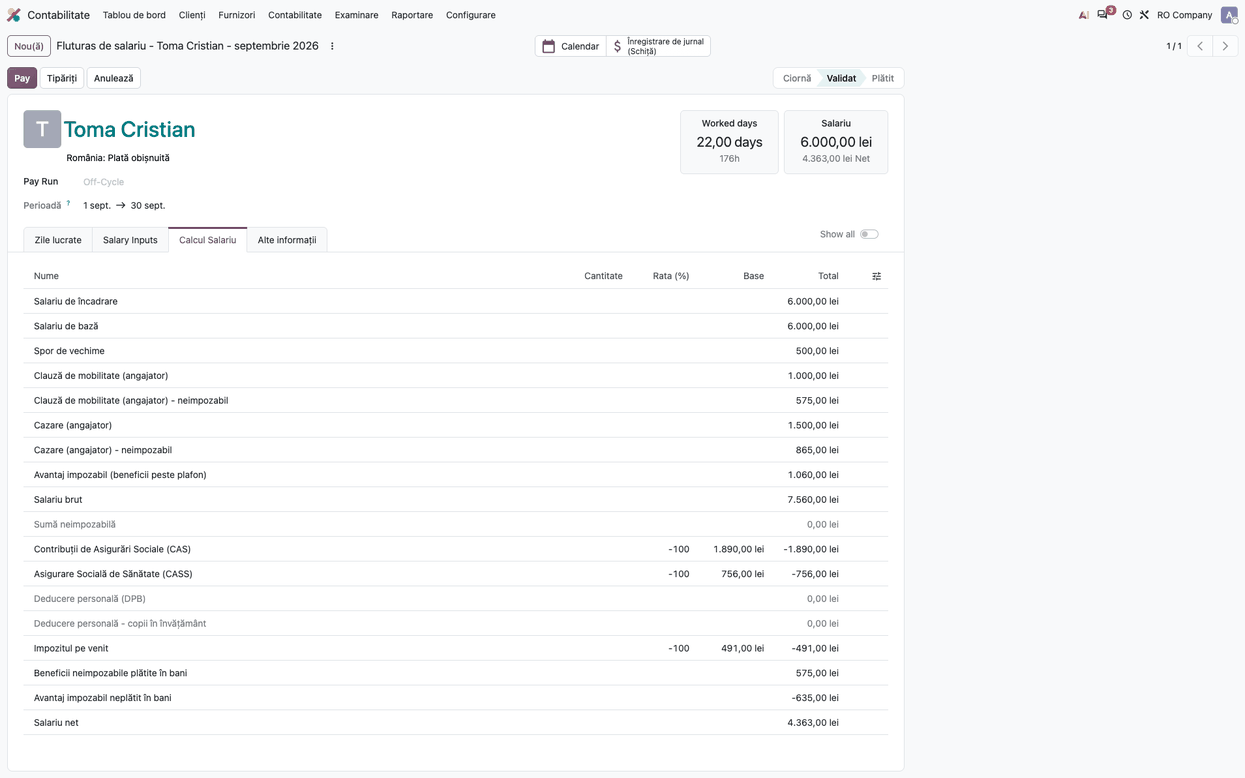 Contabilitate Tablou de bord Clienți Furnizori Contabilitate Examinare Raportare Configurare AI 3 RO Company A
Nou(ă) Fluturas de salariu - Toma Cristian - septembrie 2026 Calendar $ Înregistrare de jurnal (Schiță) 1 / 1
Pay Tipăriți Anulează Ciornă Validat Plătit
T Toma Cristian
România: Plată obișnuită
Worked days
22,00 days
176h
Salariu
6.000,00 lei
4.363,00 lei Net
Pay Run Off-Cycle
Perioadă ? 1 sept. → 30 sept.
Zile lucrate Salary Inputs Calcul Salariu Alte informații Show all
Nume Cantitate Rata (%) Base Total
Salariu de încadrare 6.000,00 lei
Salariu de bază 6.000,00 lei
Spor de vechime 500,00 lei
Clauză de mobilitate (angajator) 1.000,00 lei
Clauză de mobilitate (angajator) - neimpozabil 575,00 lei
Cazare (angajator) 1.500,00 lei
Cazare (angajator) - neimpozabil 865,00 lei
Avantaj impozabil (beneficii peste plafon) 1.060,00 lei
Salariu brut 7.560,00 lei
Sumă neimpozabilă 0,00 lei
Contribuții de Asigurări Sociale (CAS) -100 1.890,00 lei -1.890,00 lei
Asigurare Socială de Sănătate (CASS) -100 756,00 lei -756,00 lei
Deducere personală (DPB) 0,00 lei
Deducere personală - copii în învățământ 0,00 lei
Impozitul pe venit -100 491,00 lei -491,00 lei
Beneficii neimpozabile plătite în bani 575,00 lei
Avantaj impozabil neplătit în bani -635,00 lei
Salariu net 4.363,00 lei